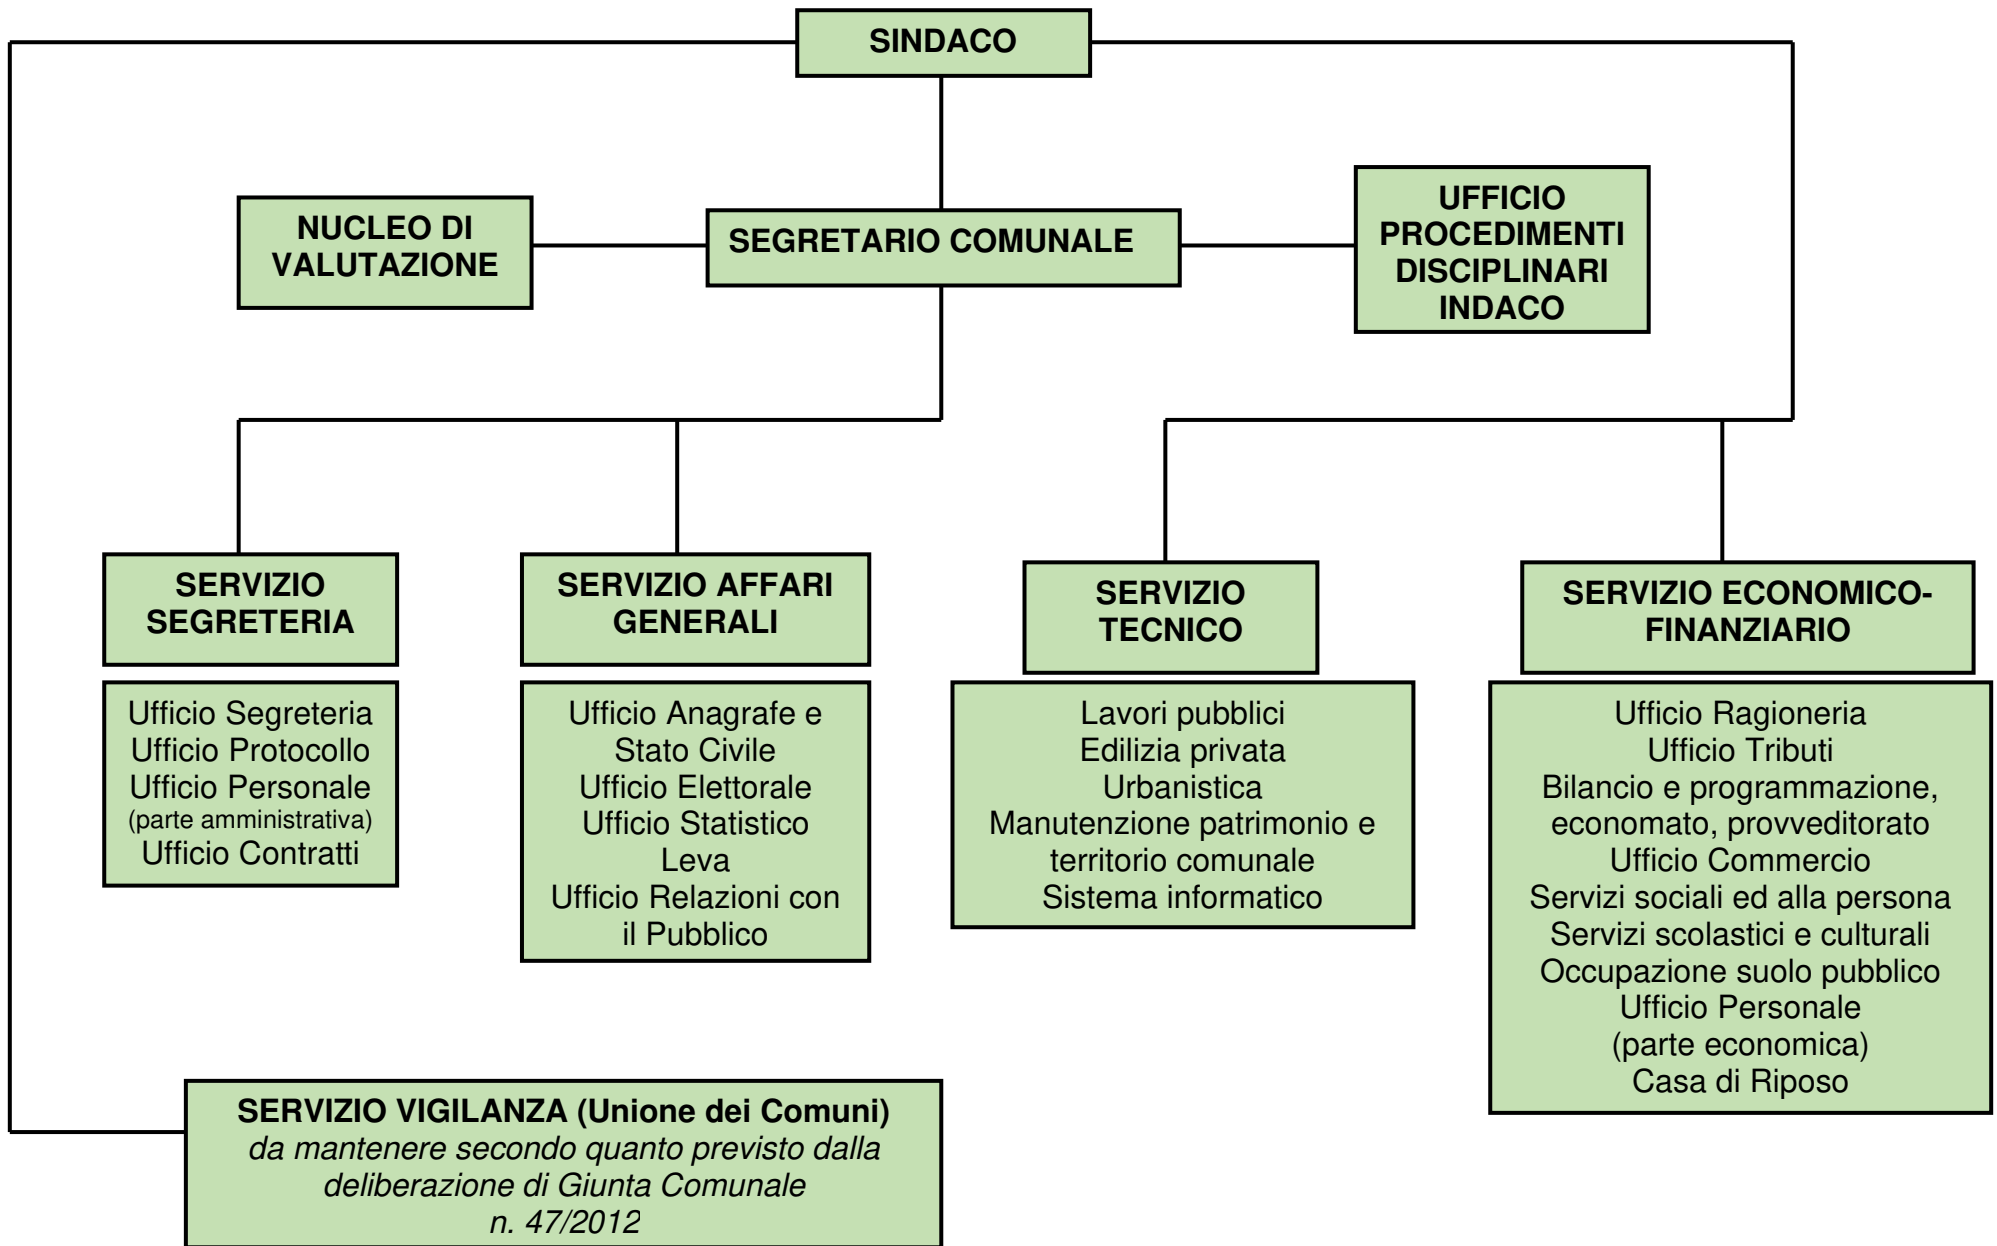 SINDACO
NUCLEO DI
VALUTAZIONE
SEGRETARIO COMUNALE
UFFICIO
PROCEDIMENTI
DISCIPLINARI
INDACO
SERVIZIO
SEGRETERIA
Ufficio Segreteria
Ufficio Protocollo
Ufficio Personale
(parte amministrativa)
Ufficio Contratti
SERVIZIO AFFARI
GENERALI
Ufficio Anagrafe e
Stato Civile
Ufficio Elettorale
Ufficio Statistico
Leva
Ufficio Relazioni con
il Pubblico
SERVIZIO
TECNICO
Lavori pubblici
Edilizia privata
Urbanistica
Manutenzione patrimonio e
territorio comunale
Sistema informatico
SERVIZIO ECONOMICO-
FINANZIARIO
Ufficio Ragioneria
Ufficio Tributi
Bilancio e programmazione,
economato, provveditorato
Ufficio Commercio
Servizi sociali ed alla persona
Servizi scolastici e culturali
Occupazione suolo pubblico
Ufficio Personale
(parte economica)
Casa di Riposo
SERVIZIO VIGILANZA (Unione dei Comuni)
da mantenere secondo quanto previsto dalla
deliberazione di Giunta Comunale
n. 47/2012